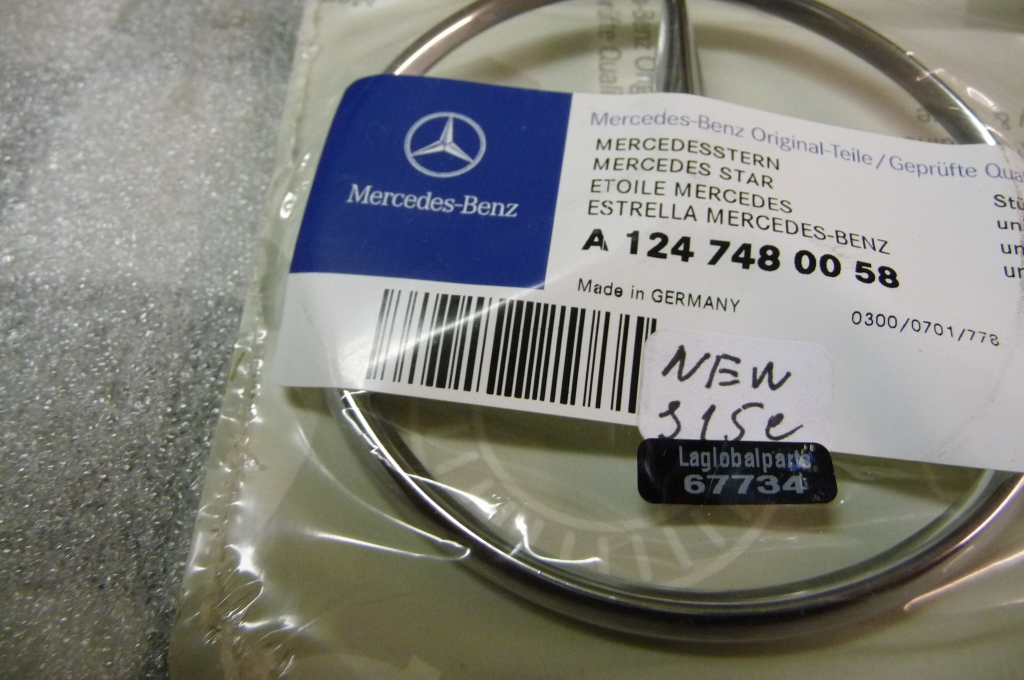 Mercedes-Benz
Mercedes-Benz Original-Teile / Geprüfte
MERCEDESSTERN
MERCEDES STAR
ETOILE MERCEDES
ESTRELLA MERCEDES-BENZ
A 124 748 00 58
Made in GERMANY
0300/0701/778
NEW
Laglobalparts
67734